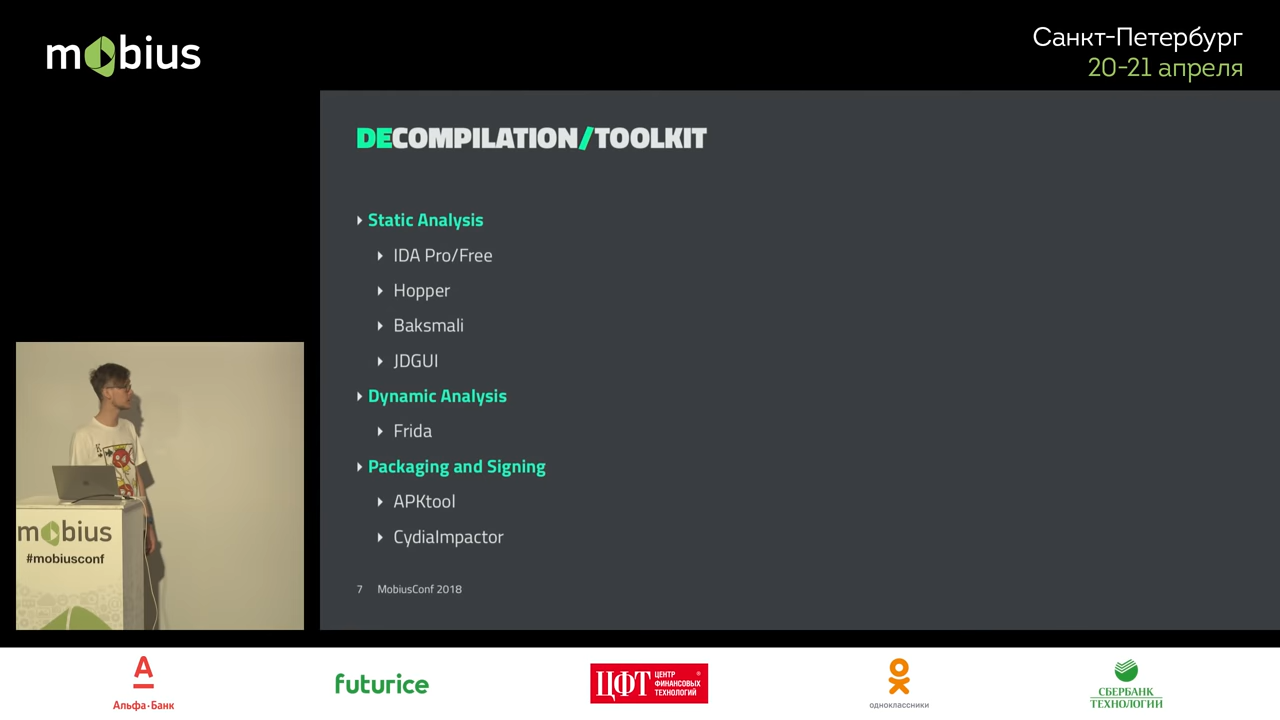 mobius
Санкт-Петербург
20-21 апреля
DECOMPILATION/TOOLKIT
Static Analysis
IDA Pro/Free
Hopper
Baksmali
JDGUI
Dynamic Analysis
Frida
Packaging and Signing
APKtool
CydiaImpactor
7 MobiusConf 2018
mobius
#mobiusconf
Альфа·Банк
futurice
ЦФТ
ЦЕНТР
ФИНАНСОВЫХ
ТЕХНОЛОГИЙ
одноклассники
СБЕРБАНК
ТЕХНОЛОГИИ